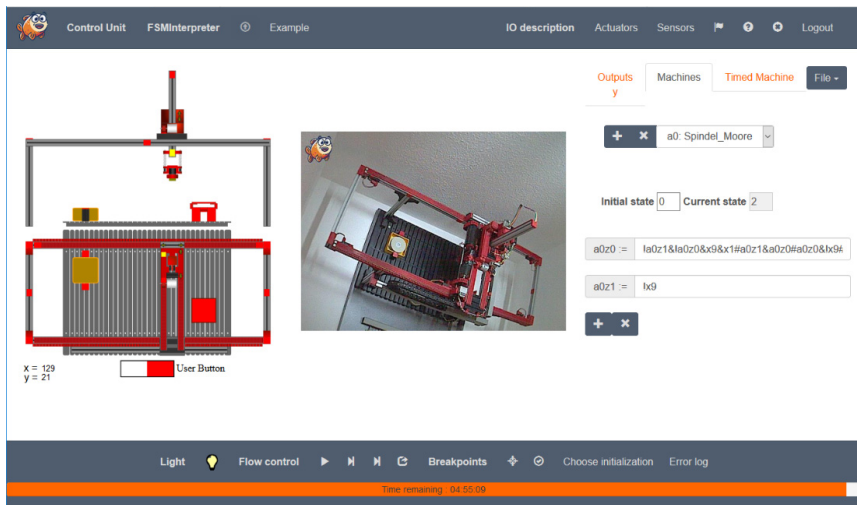 Control Unit FSMInterpreter Example IO description Actuators Sensors Logout
Outputs y Machines Timed Machine File
a0: Spindel_Moore
Initial state 0 Current state 2
a0z0 := !a0z1&!a0z0&x9&x1#a0z1&a0z0#a0z0&!x9#
a0z1 := !x9
x = 129
y = 21
User Button
Light Flow control Breakpoints Choose initialization Error log
Time remaining 04:55:09